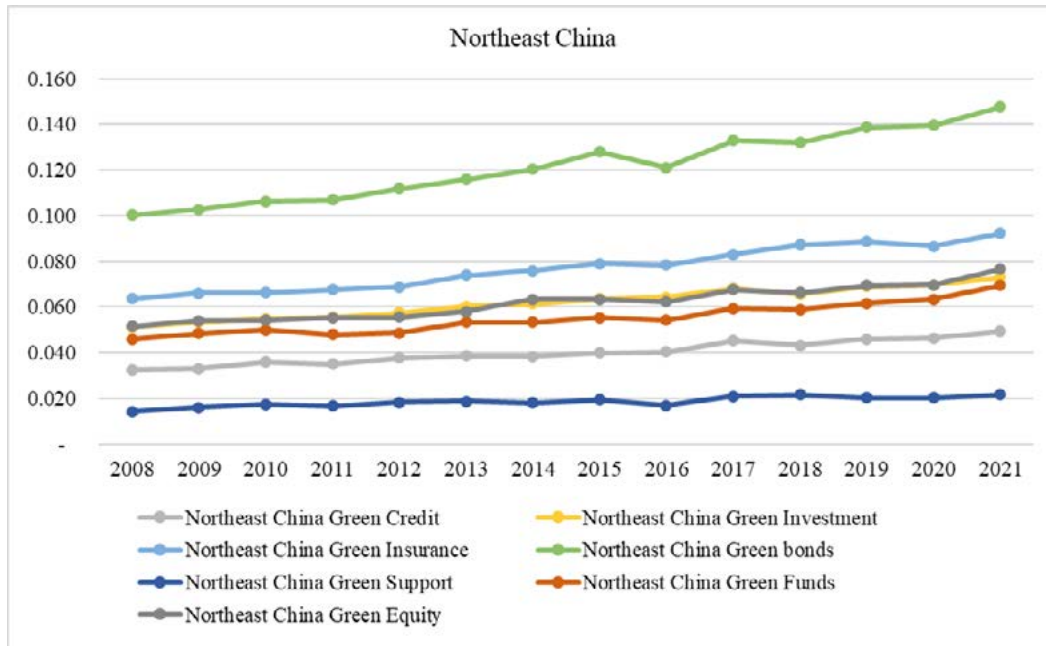 Northeast China
0.160
0.140
0.120
0.100
0.080
0.060
0.040
0.020
-
2008 2009 2010 2011 2012 2013 2014 2015 2016 2017 2018 2019 2020 2021
Northeast China Green Credit
Northeast China Green Investment
Northeast China Green Insurance
Northeast China Green bonds
Northeast China Green Support
Northeast China Green Funds
Northeast China Green Equity